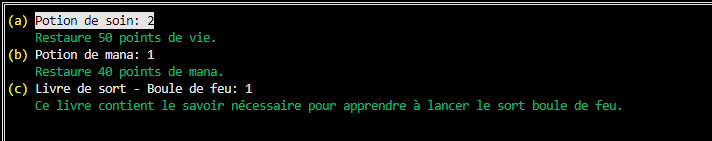 (a) Potion de soin: 2
Restaure 50 points de vie.
(b) Potion de mana: 1
Restaure 40 points de mana.
(c) Livre de sort - Boule de feu: 1
Ce livre contient le savoir nécessaire pour apprendre à lancer le sort boule de feu.